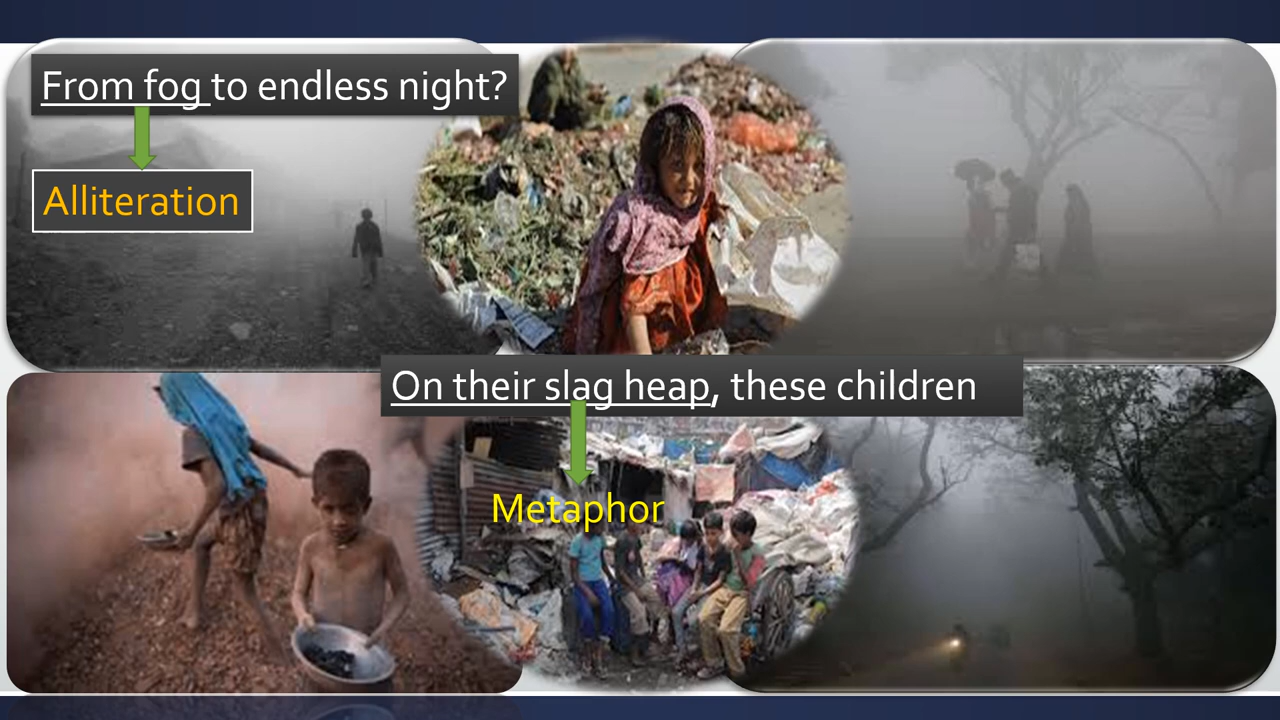 From fog to endless night?
Alliteration
On their slag heap, these children
Metaphor